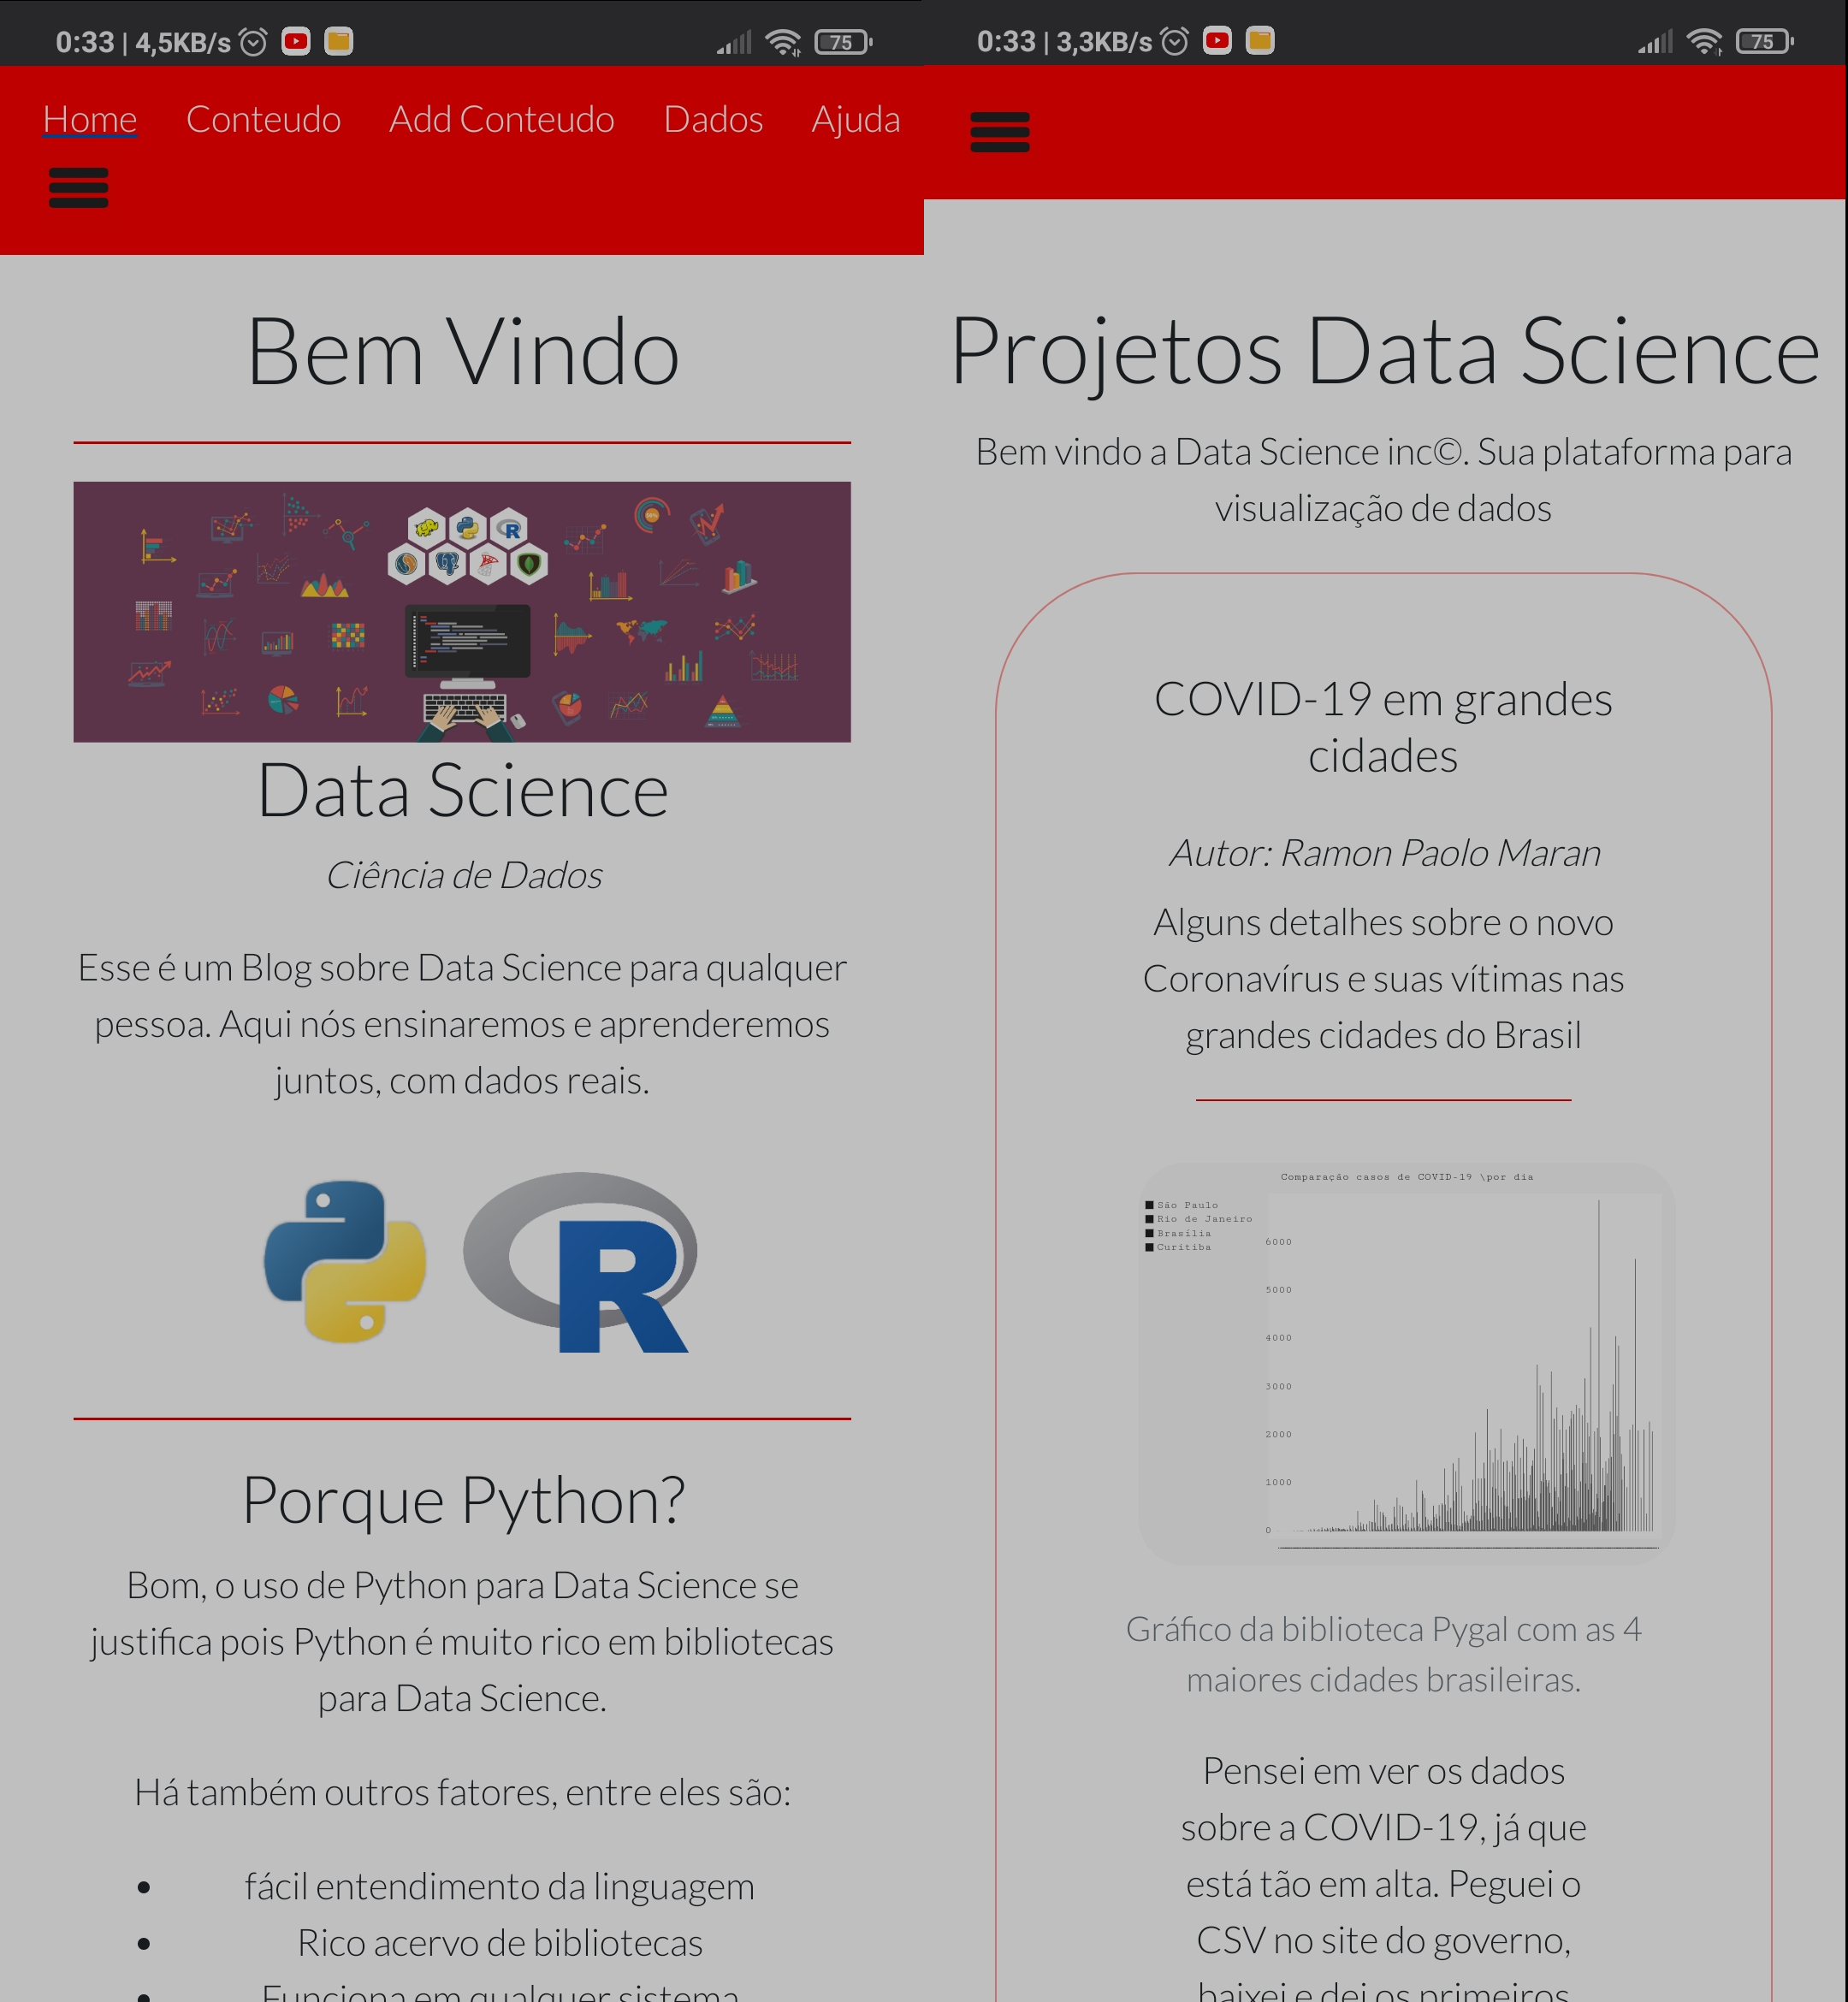 0:33 | 4,5KB/s
75
Home Conteudo Add Conteudo Dados Ajuda
Bem Vindo
R
Data Science
Ciência de Dados
Esse é um Blog sobre Data Science para qualquer
pessoa. Aqui nós ensinaremos e aprenderemos
juntos, com dados reais.
R
Porque Python?
Bom, o uso de Python para Data Science se
justifica pois Python é muito rico em bibliotecas
para Data Science.
Há também outros fatores, entre eles são:
• fácil entendimento da linguagem
• Rico acervo de bibliotecas
• Funciona em qualquer sistema
0:33 | 3,3KB/s
75
Projetos Data Science
Bem vindo a Data Science inc©. Sua plataforma para
visualização de dados
COVID-19 em grandes
cidades
Autor: Ramon Paolo Maran
Alguns detalhes sobre o novo
Coronavírus e suas vítimas nas
grandes cidades do Brasil
Comparação casos de COVID-19 \por dia
São Paulo
Rio de Janeiro
Brasília
Curitiba
6000
5000
4000
3000
2000
1000
0
Gráfico da biblioteca Pygal com as 4
maiores cidades brasileiras.
Pensei em ver os dados
sobre a COVID-19, já que
está tão em alta. Peguei o
CSV no site do governo,
baixei e dei os primeiros